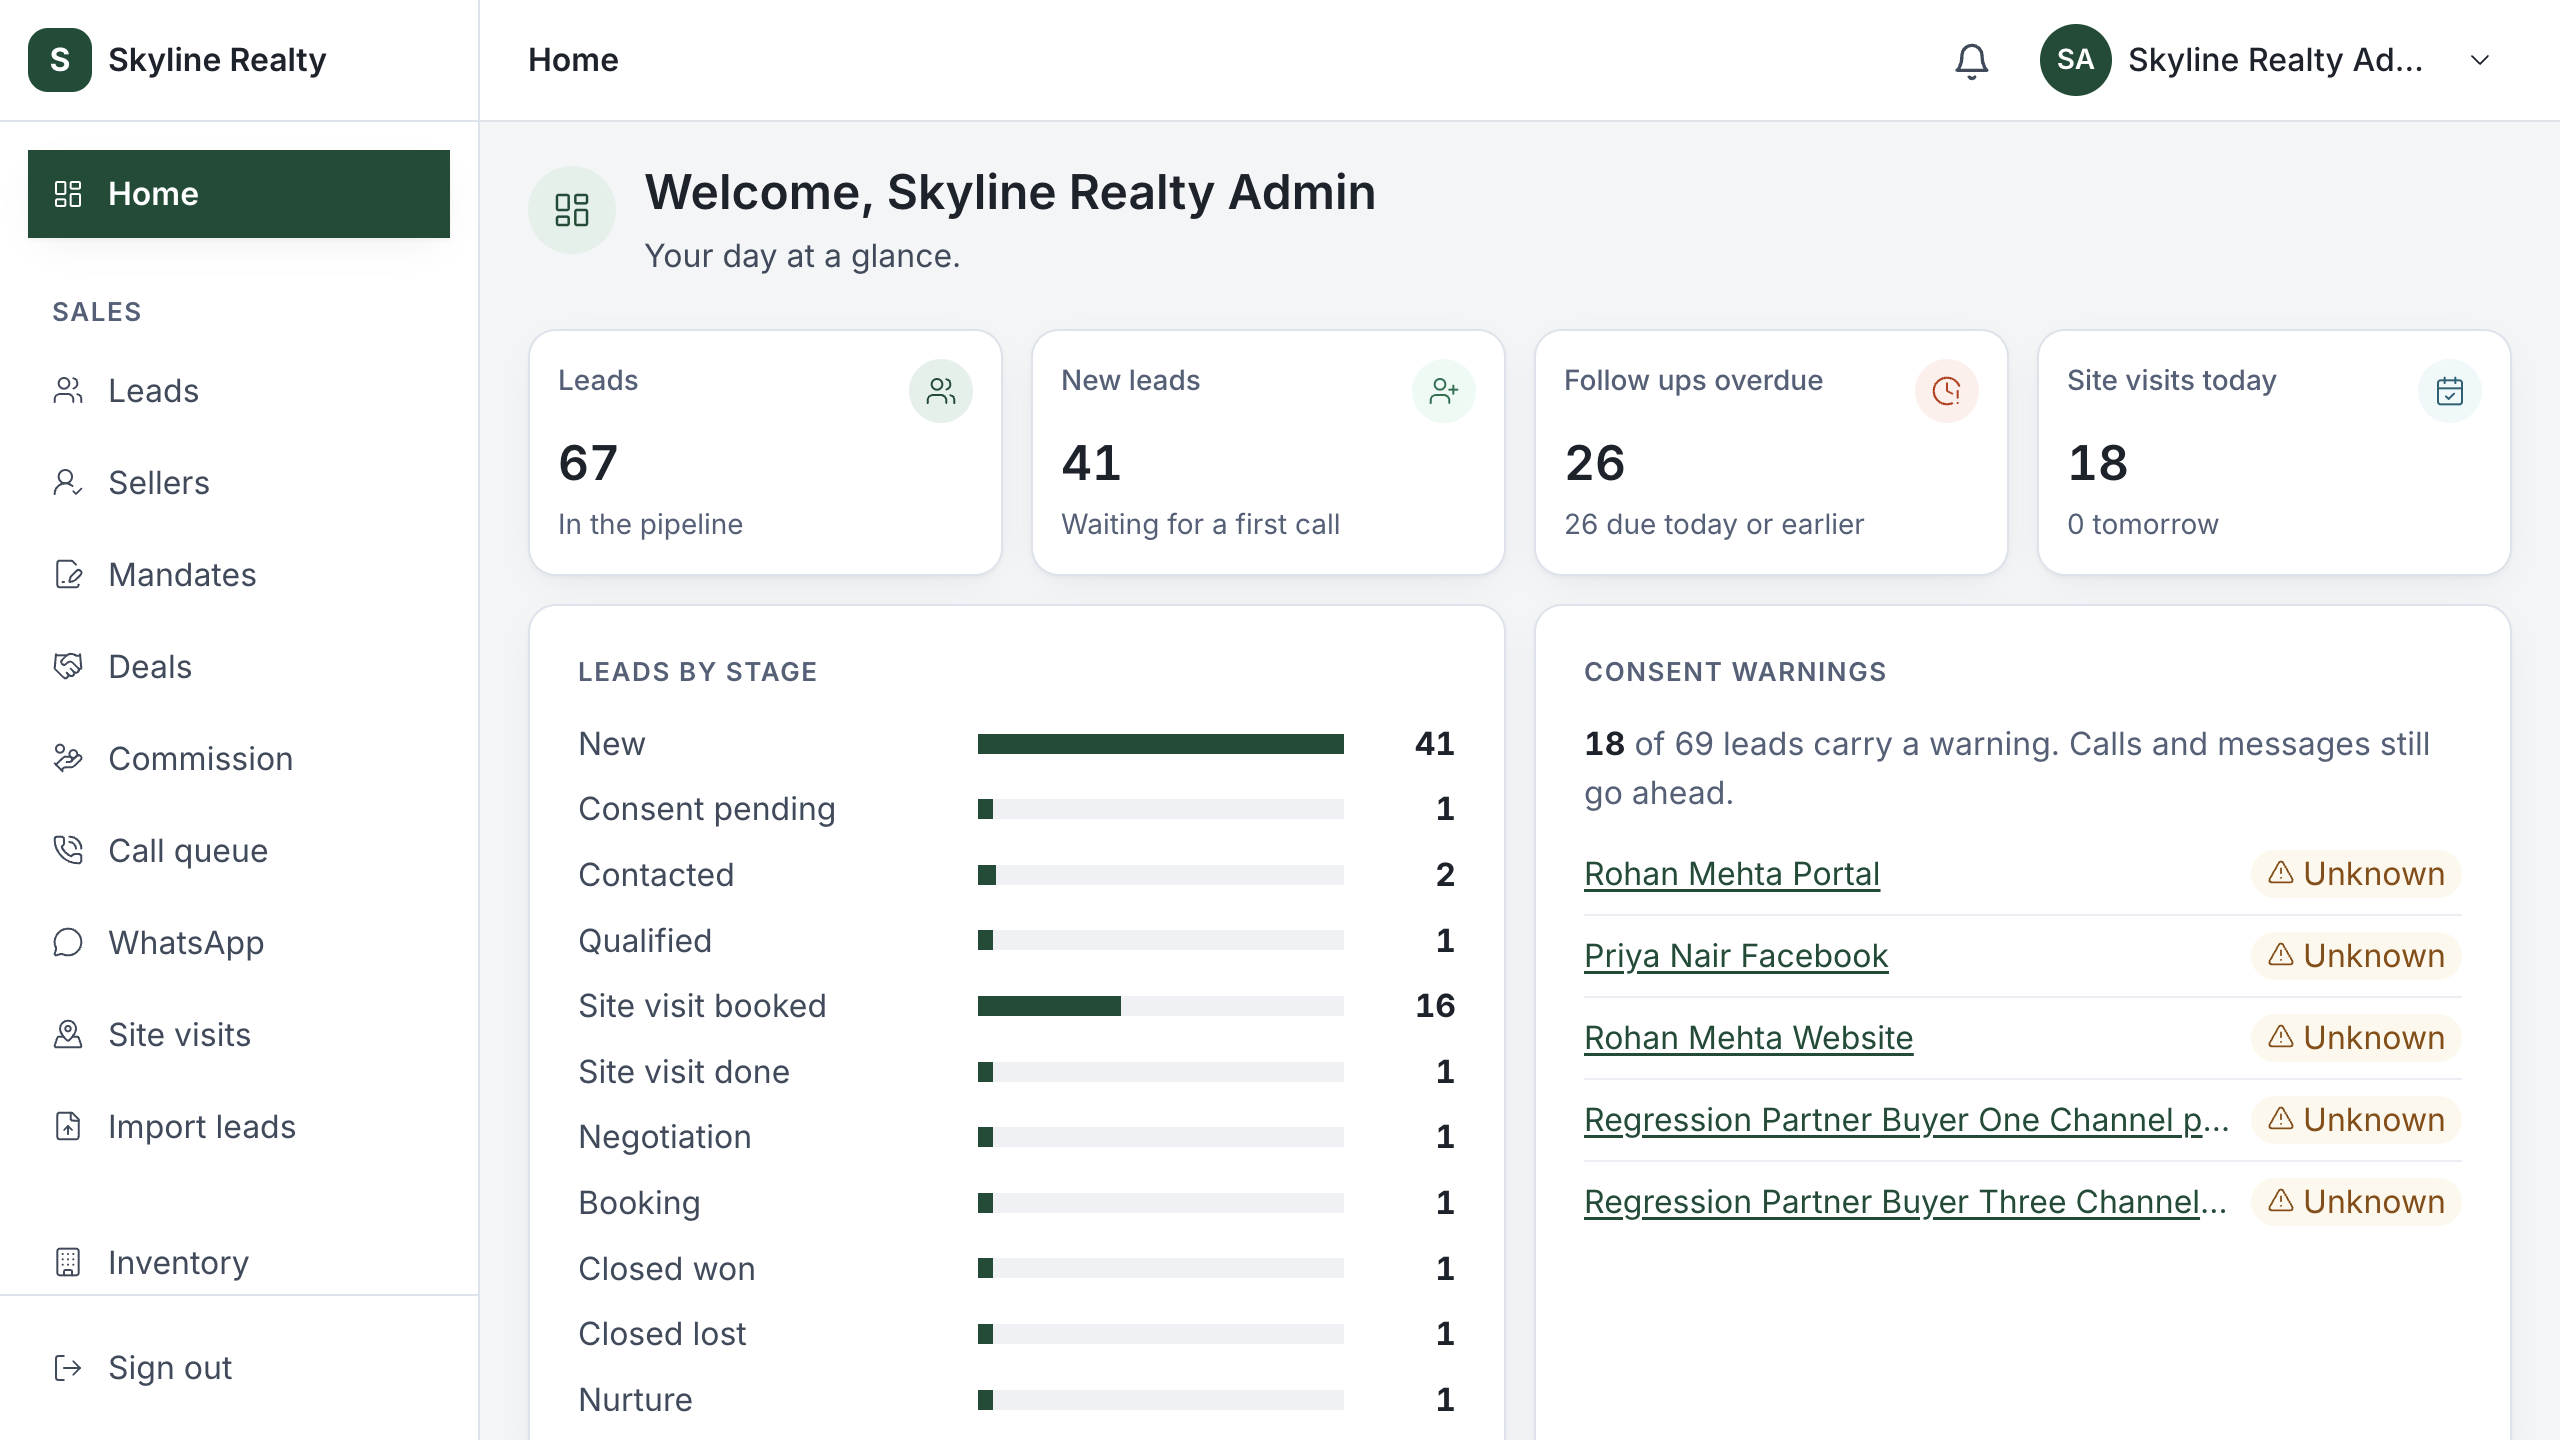 S Skyline Realty
Home
SA Skyline Realty Ad...
Home
SALES
Leads
Sellers
Mandates
Deals
Commission
Call queue
WhatsApp
Site visits
Import leads
Inventory
Sign out
Welcome, Skyline Realty Admin
Your day at a glance.
Leads
67
In the pipeline
New leads
41
Waiting for a first call
Follow ups overdue
26
26 due today or earlier
Site visits today
18
0 tomorrow
LEADS BY STAGE
New 41
Consent pending 1
Contacted 2
Qualified 1
Site visit booked 16
Site visit done 1
Negotiation 1
Booking 1
Closed won 1
Closed lost 1
Nurture 1
CONSENT WARNINGS
18 of 69 leads carry a warning. Calls and messages still
go ahead.
Rohan Mehta Portal Unknown
Priya Nair Facebook Unknown
Rohan Mehta Website Unknown
Regression Partner Buyer One Channel p... Unknown
Regression Partner Buyer Three Channel... Unknown